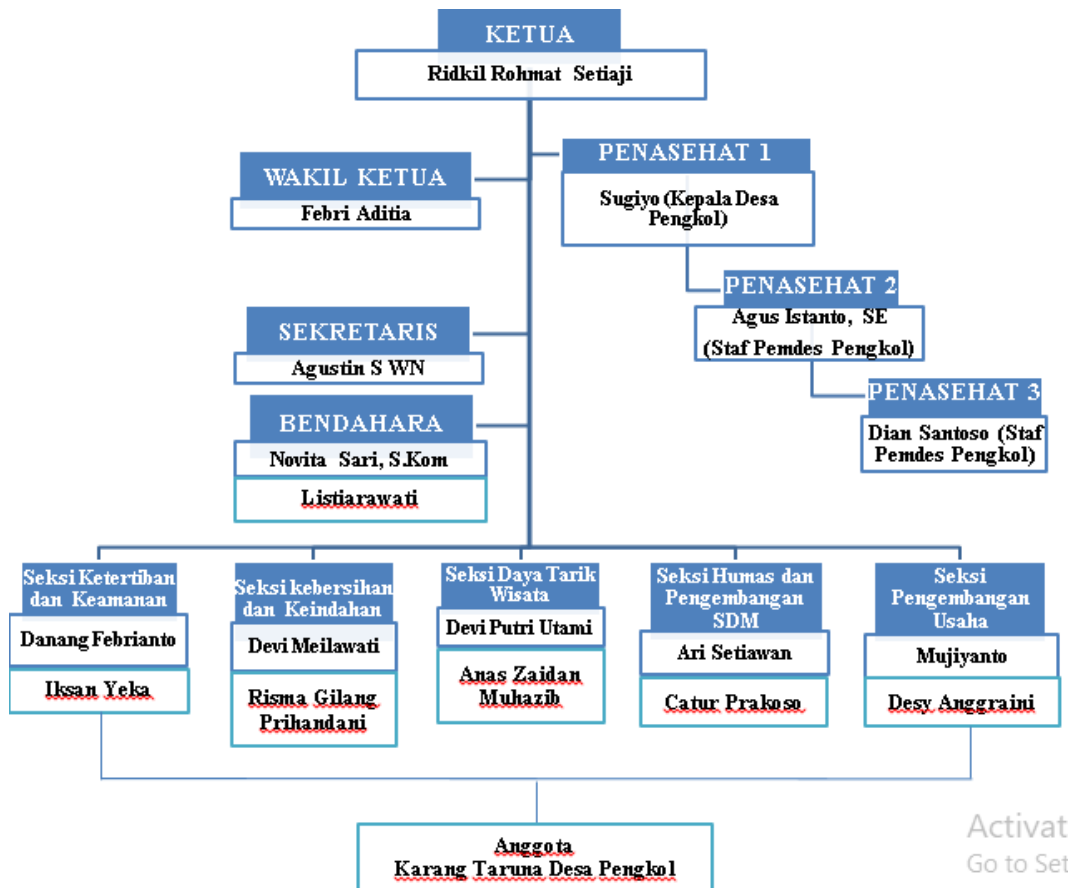 KETUA
Ridkil Rohmat Setiaji
PENASEHAT 1
Sugiyo (Kepala Desa
Pengkol)
WAKIL KETUA
Febri Aditia
PENASEHAT 2
Agus Istanto, SE
(Staf Pemdes Pengkol)
SEKRETARIS
Agustin S WN
PENASEHAT 3
Dian Santoso (Staf
Pemdes Pengkol)
BENDAHARA
Novita Sari, S.Kom
Listiarawati
Seksi Ketertiban
dan Keamanan
Danang Febrianto
Iksan Yeka
Seksi kebersihan
dan Keindahan
Devi Meilawati
Risma Gilang
Prihandani
Seksi Daya Tarik
Wisata
Devi Putri Utami
Anas Zaidan
Muhazib
Seksi Humas dan
Pengembangan
SDM
Ari Setiawan
Catur Prakoso
Seksi
Pengembangan
Usaha
Mujiyanto
Desy Anggraini
Anggota
Karang Taruna Desa Pengkol
Activat
Go to Set